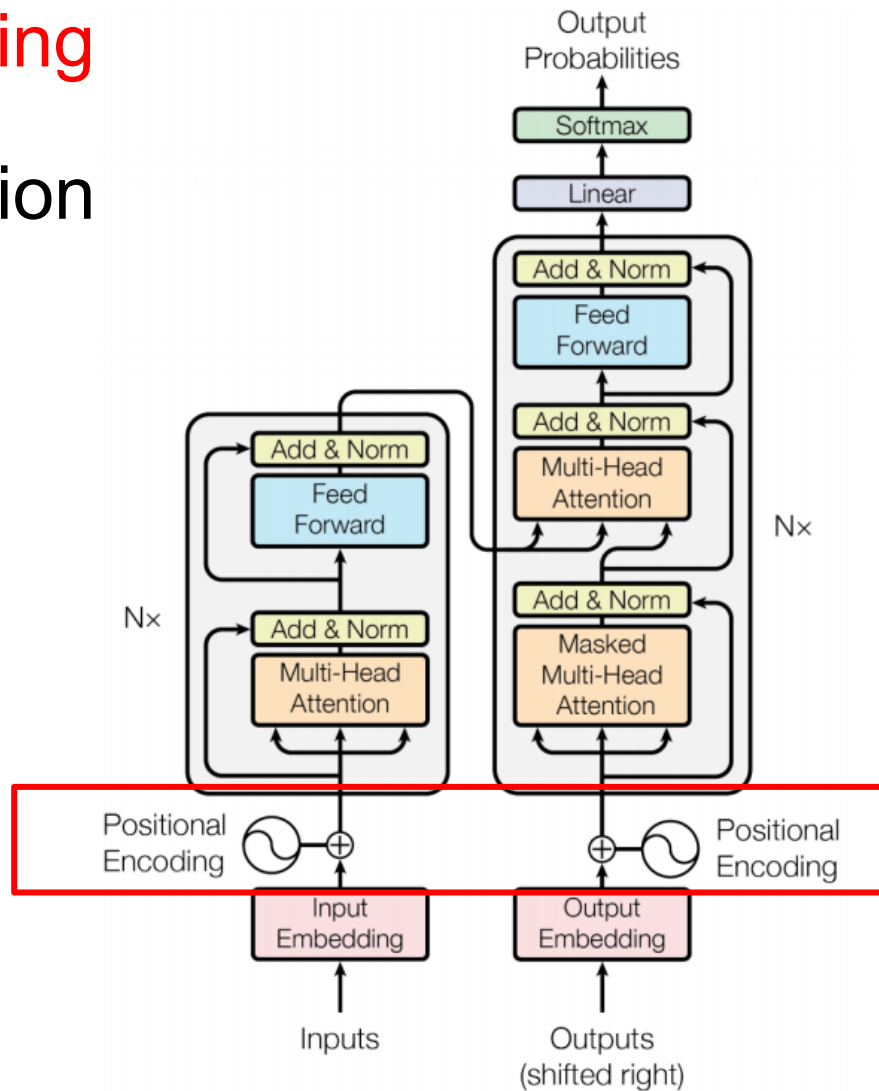 ing
ion
Output
Probabilities
Softmax
Linear
Add & Norm
Feed
Forward
Add & Norm
Multi-Head
Attention
Nx
Add & Norm
Masked
Multi-Head
Attention
Add & Norm
Feed
Forward
Nx
Add & Norm
Multi-Head
Attention
Positional
Encoding
Positional
Encoding
Input
Embedding
Output
Embedding
Inputs
Outputs
(shifted right)